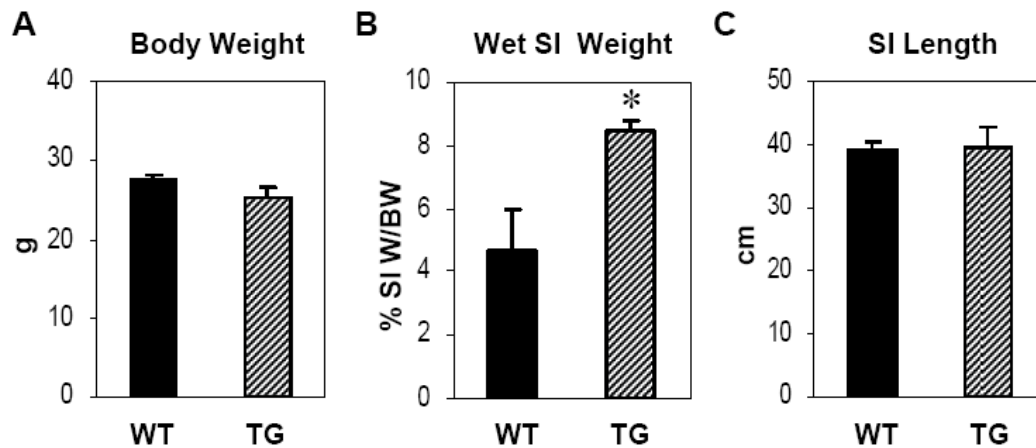 A
Body Weight
40
30
20
10
0
g
WT TG
B
Wet SI Weight
*
10
8
6
4
2
0
% SI W/BW
WT TG
C
SI Length
50
40
30
20
10
0
cm
WT TG